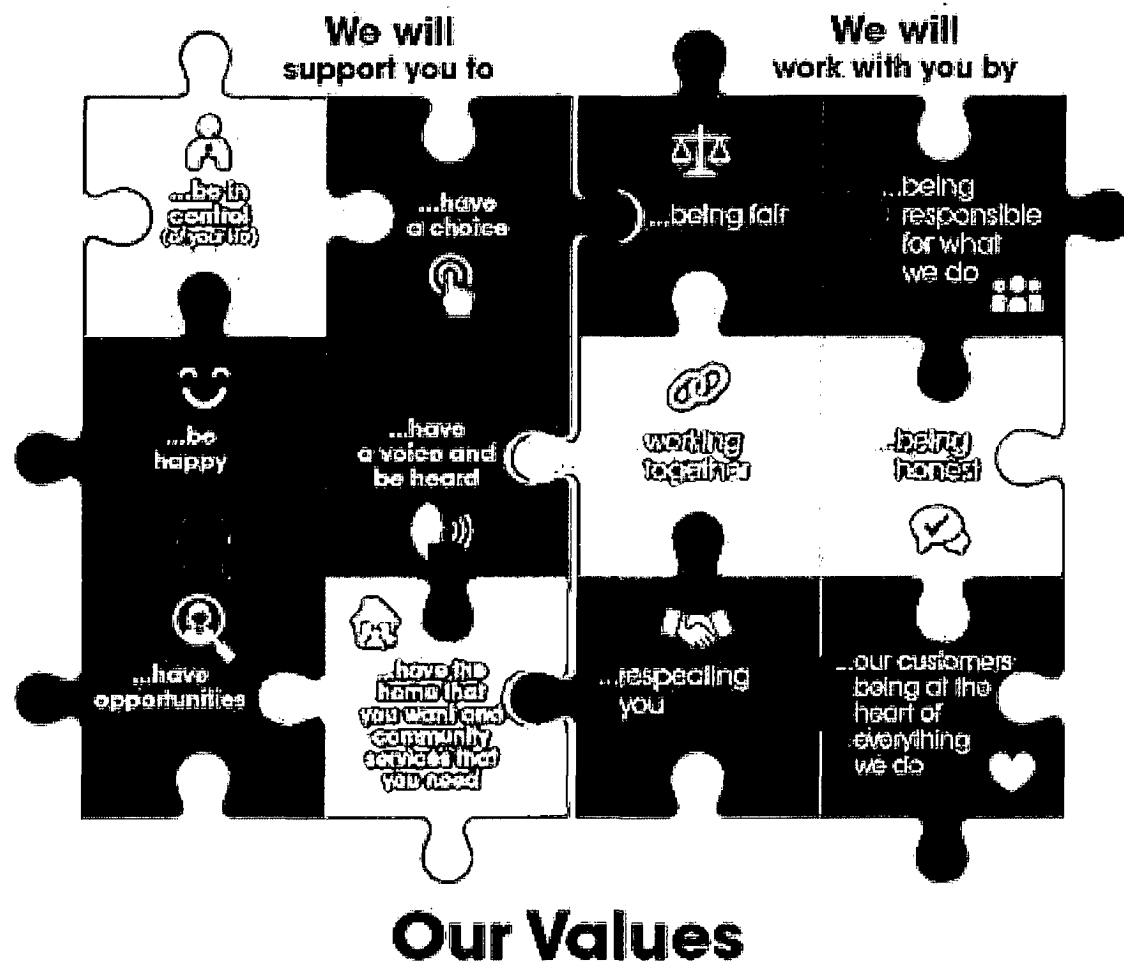 We will
support you to
We will
work with you by
...be in
control
(of your life)
...have
a choice
...being fair
...being
responsible
for what
we do
...be
happy
...have
a voice and
be heard
working
together
...being
honest
...have
opportunities
...have the
home that
you want and
community
services that
you need
...respecting
you
...our customers
being at the
heart of
everything
we do
Our Values